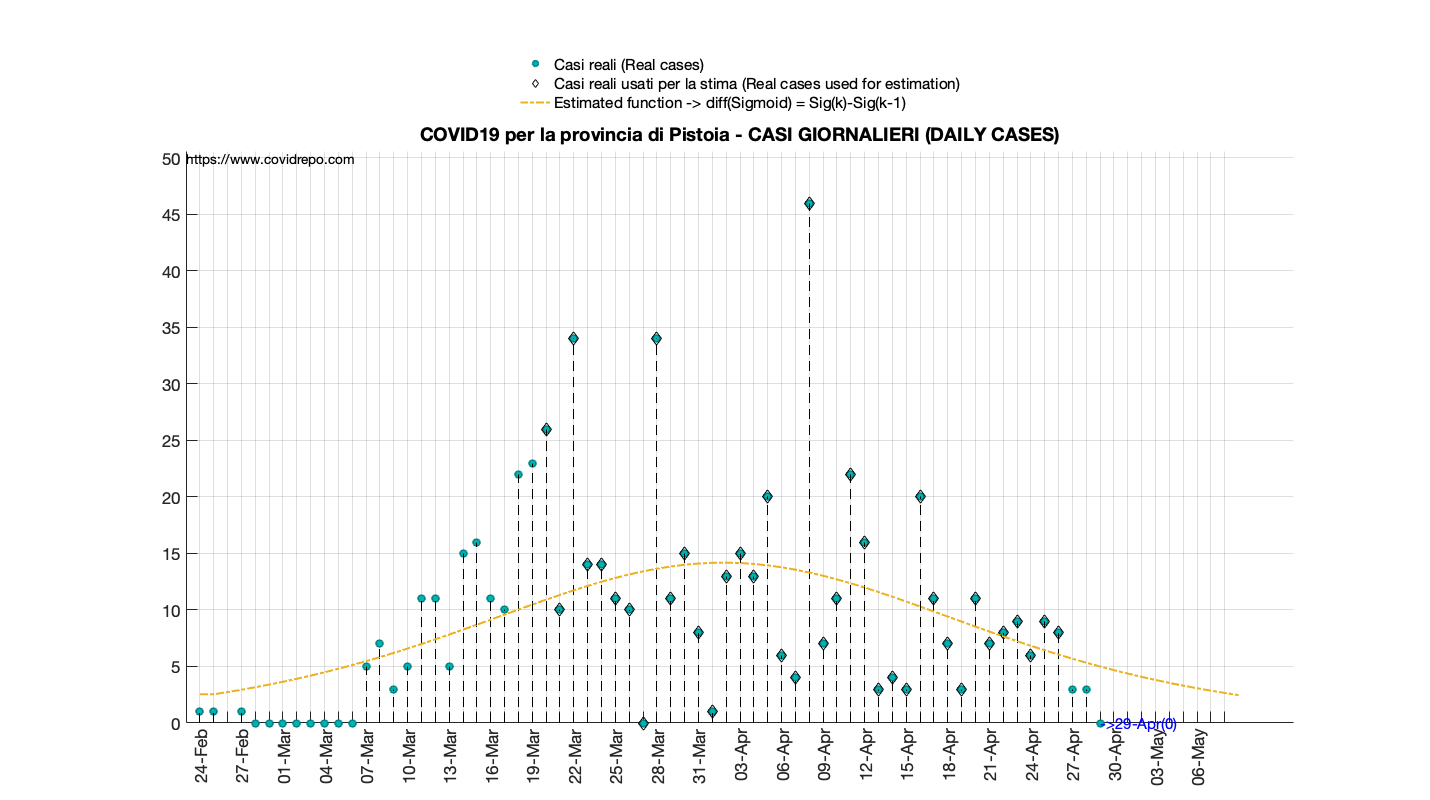 Casi reali (Real cases)
Casi reali usati per la stima (Real cases used for estimation)
Estimated function -> diff(Sigmoid) = Sig(k)-Sig(k-1)
COVID19 per la provincia di Pistoia - CASI GIORNALIERI (DAILY CASES)
https://www.covidrepo.com
50
45
40
35
30
25
20
15
10
5
0
->29-Apr(0)
24-Feb
27-Feb
01-Mar
04-Mar
07-Mar
10-Mar
13-Mar
16-Mar
19-Mar
22-Mar
25-Mar
28-Mar
31-Mar
03-Apr
06-Apr
09-Apr
12-Apr
15-Apr
18-Apr
21-Apr
24-Apr
27-Apr
30-Apr
03-May
06-May